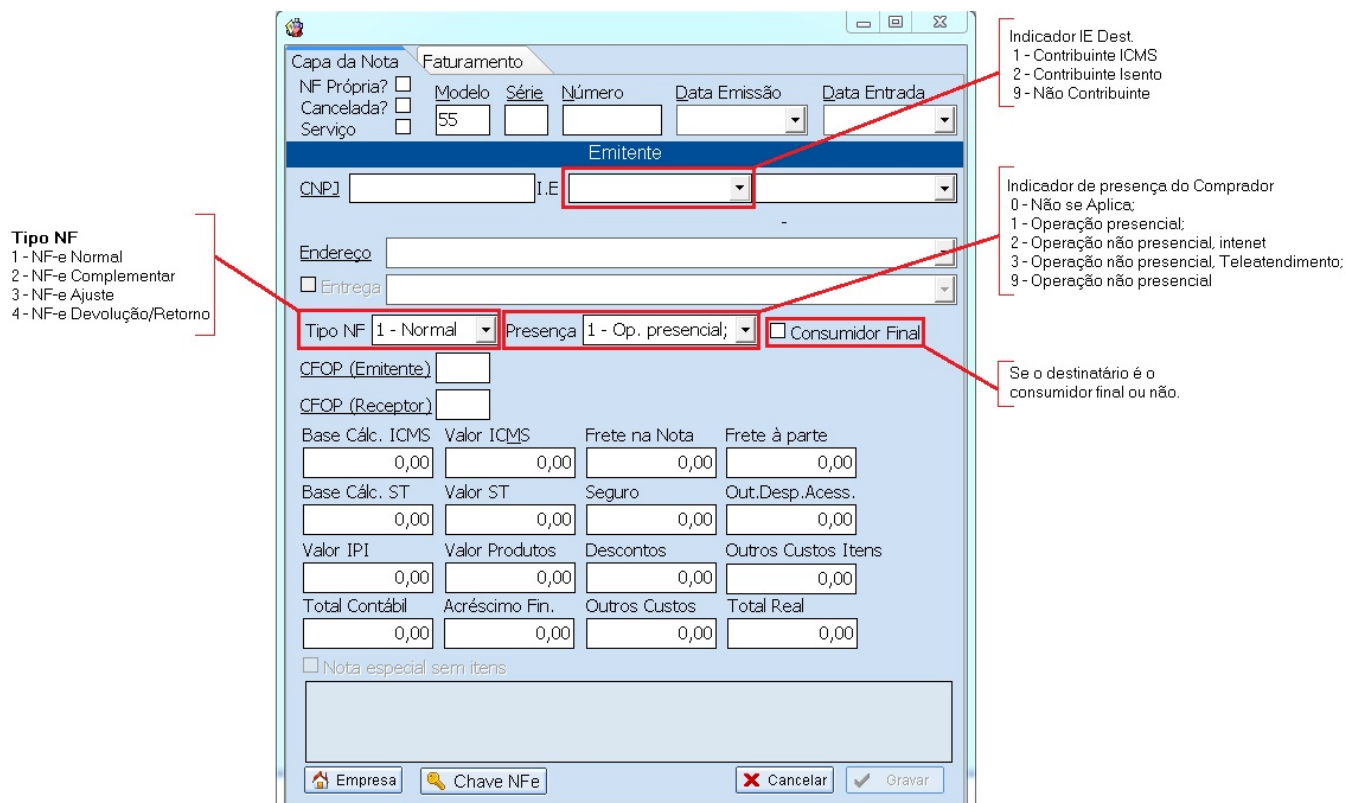 Capa da Nota Faturamento
NF Própria?
Cancelada?
Serviço
Modelo Série Número Data Emissão Data Entrada
55
Emitente
CNPJ I.E
-
Endereço
Entrega
Tipo NF 1 - Normal Presença 1 - Op. presencial; Consumidor Final
CFOP (Emitente)
CFOP (Receptor)
Base Cálc. ICMS Valor ICMS Frete na Nota Frete à parte
0,00 0,00 0,00 0,00
Base Cálc. ST Valor ST Seguro Out.Desp.Acess.
0,00 0,00 0,00 0,00
Valor IPI Valor Produtos Descontos Outros Custos Itens
0,00 0,00 0,00 0,00
Total Contábil Acréscimo Fin. Outros Custos Total Real
0,00 0,00 0,00 0,00
Nota especial sem itens
Empresa Chave NFe Cancelar Gravar
Tipo NF
1 - NF-e Normal
2 - NF-e Complementar
3 - NF-e Ajuste
4 - NF-e Devolução/Retorno
Indicador IE Dest.
1 - Contribuinte ICMS
2 - Contribuinte Isento
9 - Não Contribuinte
Indicador de presença do Comprador
0 - Não se Aplica;
1 - Operação presencial;
2 - Operação não presencial, intenet
3 - Operação não presencial, Teleatendimento;
9 - Operação não presencial
Se o destinatário é o
consumidor final ou não.